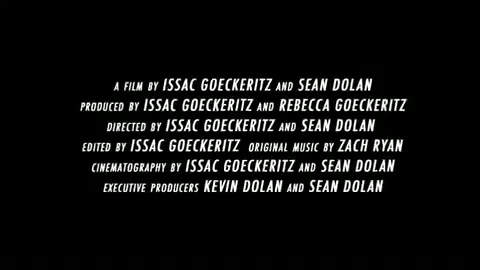 A FILM BY ISSAC GOECKERITZ AND SEAN DOLAN
PRODUCED BY ISSAC GOECKERITZ AND REBECCA GOECKERITZ
DIRECTED BY ISSAC GOECKERITZ AND SEAN DOLAN
EDITED BY ISSAC GOECKERITZ ORIGINAL MUSIC BY ZACH RYAN
CINEMATOGRAPHY BY ISSAC GOECKERITZ AND SEAN DOLAN
EXECUTIVE PRODUCERS KEVIN DOLAN AND SEAN DOLAN